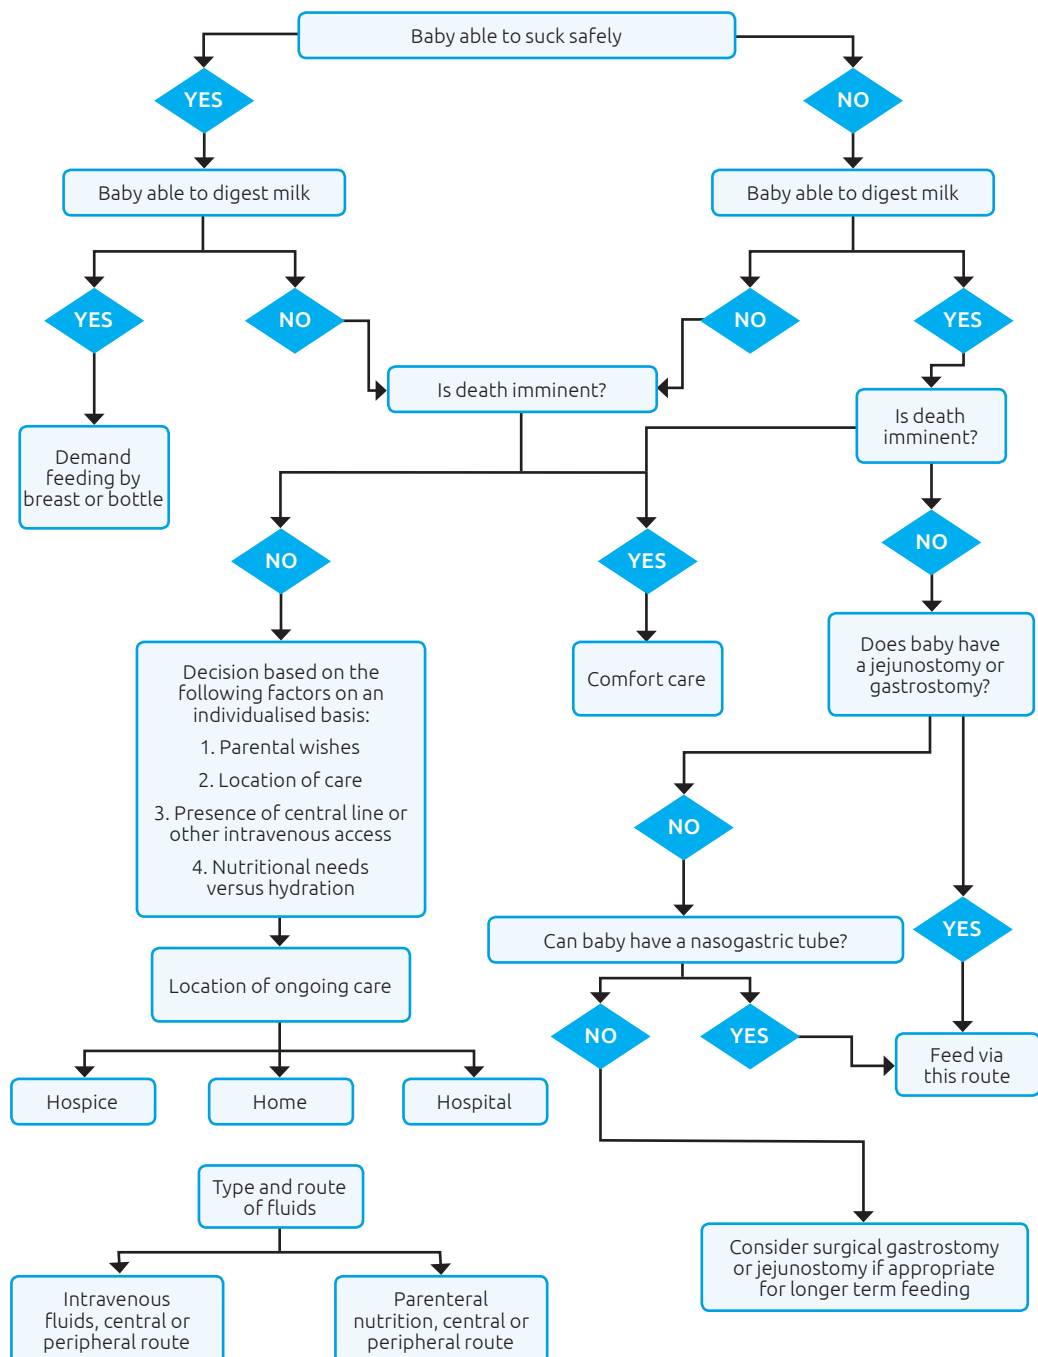 Baby able to suck safely
YES
NO
Baby able to digest milk
Baby able to digest milk
YES
NO
NO
YES
Is death imminent?
Is death
imminent?
Demand
feeding by
breast or bottle
NO
YES
NO
Decision based on the
following factors on an
individualised basis:
1. Parental wishes
2. Location of care
3. Presence of central line or
other intravenous access
4. Nutritional needs
versus hydration
Comfort care
Does baby have
a jejunostomy or
gastrostomy?
NO
YES
Can baby have a nasogastric tube?
Location of ongoing care
NO
YES
Feed via
this route
Hospice
Home
Hospital
Type and route
of fluids
Consider surgical gastrostomy
or jejunostomy if appropriate
for longer term feeding
Intravenous
fluids, central or
peripheral route
Parenteral
nutrition, central or
peripheral route